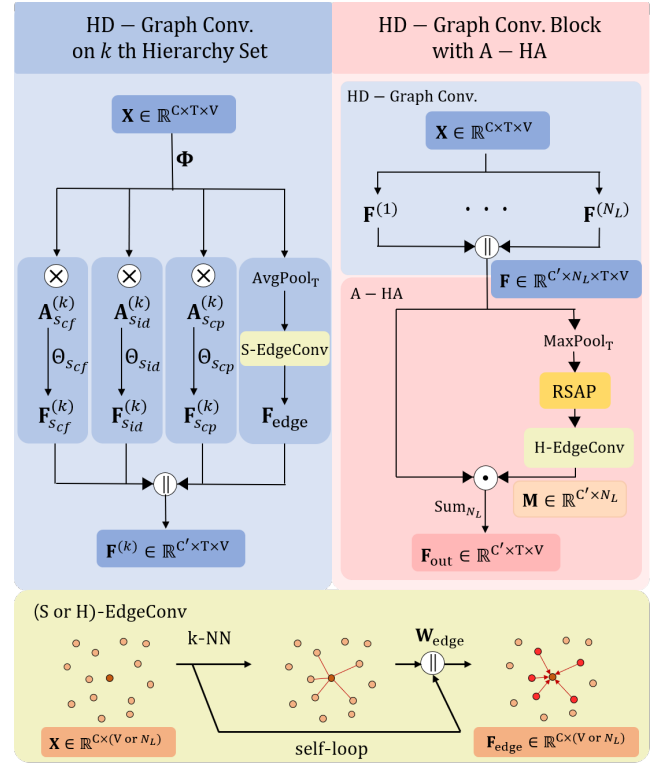 HD − Graph Conv.
on k th Hierarchy Set
X ∈ ℝ^{C×T×V}
Φ
⊗ ⊗ ⊗ AvgPool_T
A_{s_{cf}}^{(k)} A_{s_{id}}^{(k)} A_{s_{cp}}^{(k)}
S-EdgeConv
Θ_{s_{cf}} Θ_{s_{id}} Θ_{s_{cp}}
F_{s_{cf}}^{(k)} F_{s_{id}}^{(k)} F_{s_{cp}}^{(k)} F_{edge}
||
F^{(k)} ∈ ℝ^{C′×T×V}
HD − Graph Conv. Block
with A − HA
HD − Graph Conv.
X ∈ ℝ^{C×T×V}
F^{(1)} · · · F^{(N_L)}
||
F ∈ ℝ^{C′×N_L×T×V}
A − HA
MaxPool_T
RSAP
H-EdgeConv
M ∈ ℝ^{C′×N_L}
Sum_{N_L}
F_{out} ∈ ℝ^{C′×T×V}
(S or H)-EdgeConv
k-NN W_{edge}
||
X ∈ ℝ^{C×(V or N_L)} self-loop F_{edge} ∈ ℝ^{C×(V or N_L)}